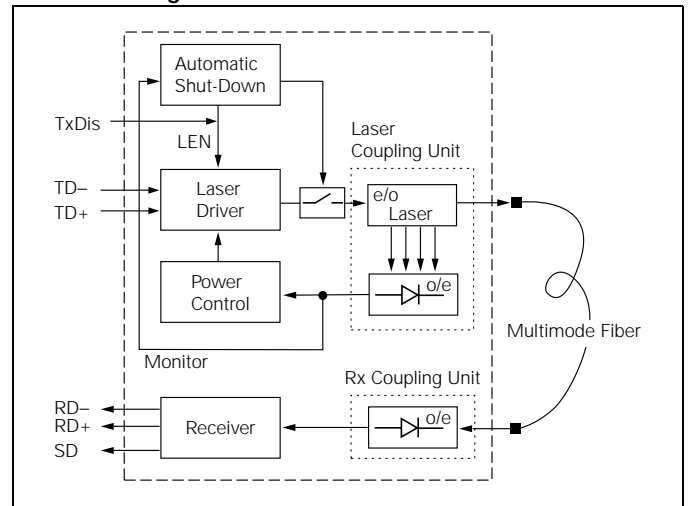 Automatic
Shut-Down
TxDis
LEN
Laser
Coupling Unit
TD–
TD+
Laser
Driver
e/o
Laser
Power
Control
o/e
Multimode Fiber
Monitor
Rx Coupling Unit
RD–
RD+
SD
Receiver
o/e